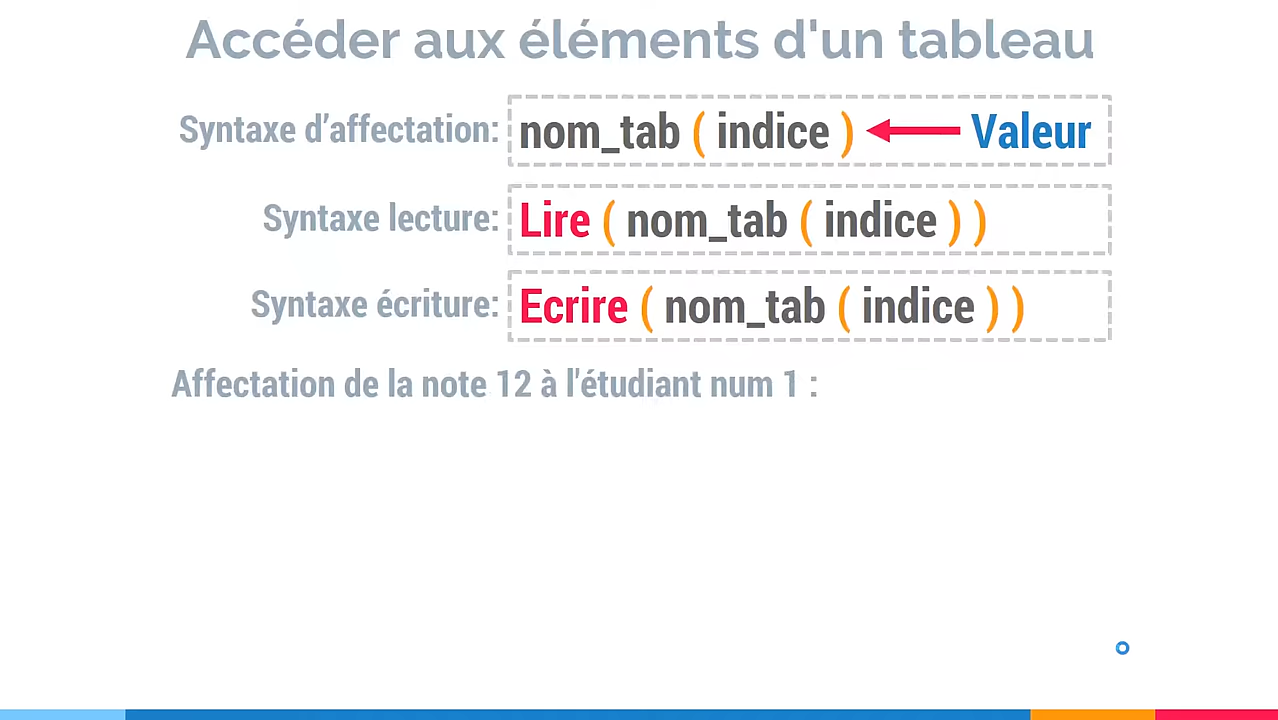 Accéder aux éléments d'un tableau
Syntaxe d’affectation: nom_tab ( indice ) Valeur
Syntaxe lecture: Lire ( nom_tab ( indice ) )
Syntaxe écriture: Ecrire ( nom_tab ( indice ) )
Affectation de la note 12 à l'étudiant num 1 :